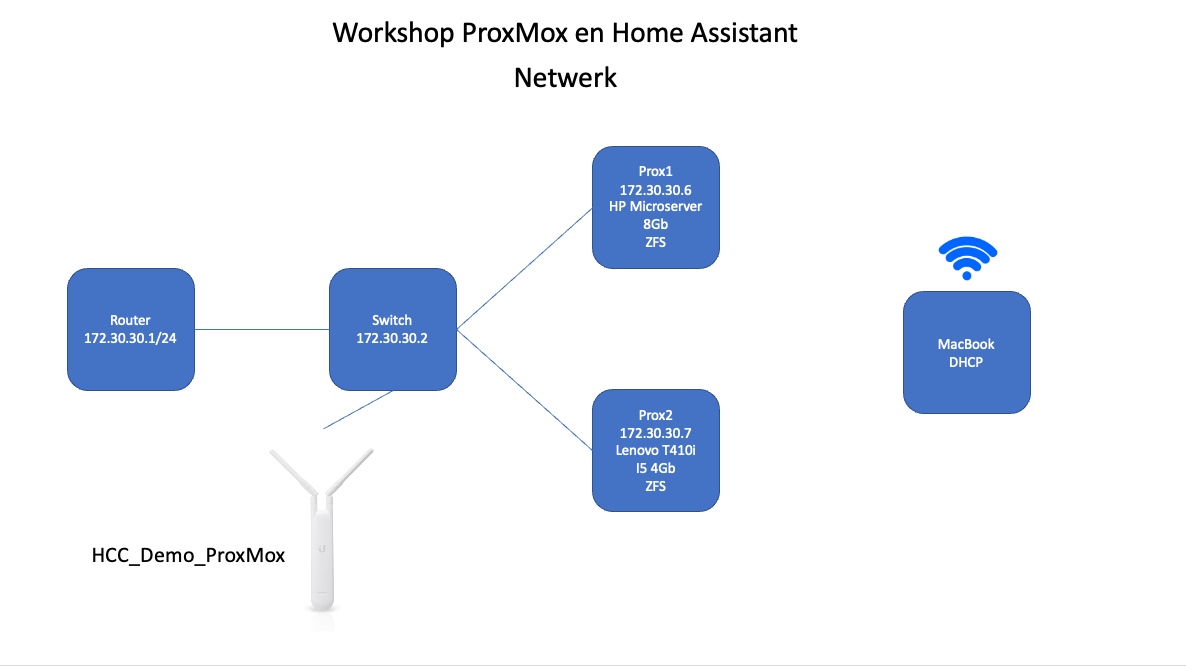 Workshop ProxMox en Home Assistant
Netwerk
Prox1
172.30.30.6
HP Microserver
8Gb
ZFS
Router
172.30.30.1/24
Switch
172.30.30.2
MacBook
DHCP
Prox2
172.30.30.7
Lenovo T410i
I5 4Gb
ZFS
HCC_Demo_ProxMox